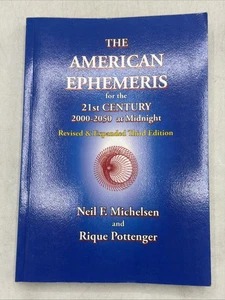 THE
AMERICAN
EPHEMERIS
for the
21st CENTURY
2000-2050 at Midnight
Revised & Expanded Third Edition
Neil F. Michelsen
and
Rique Pottenger